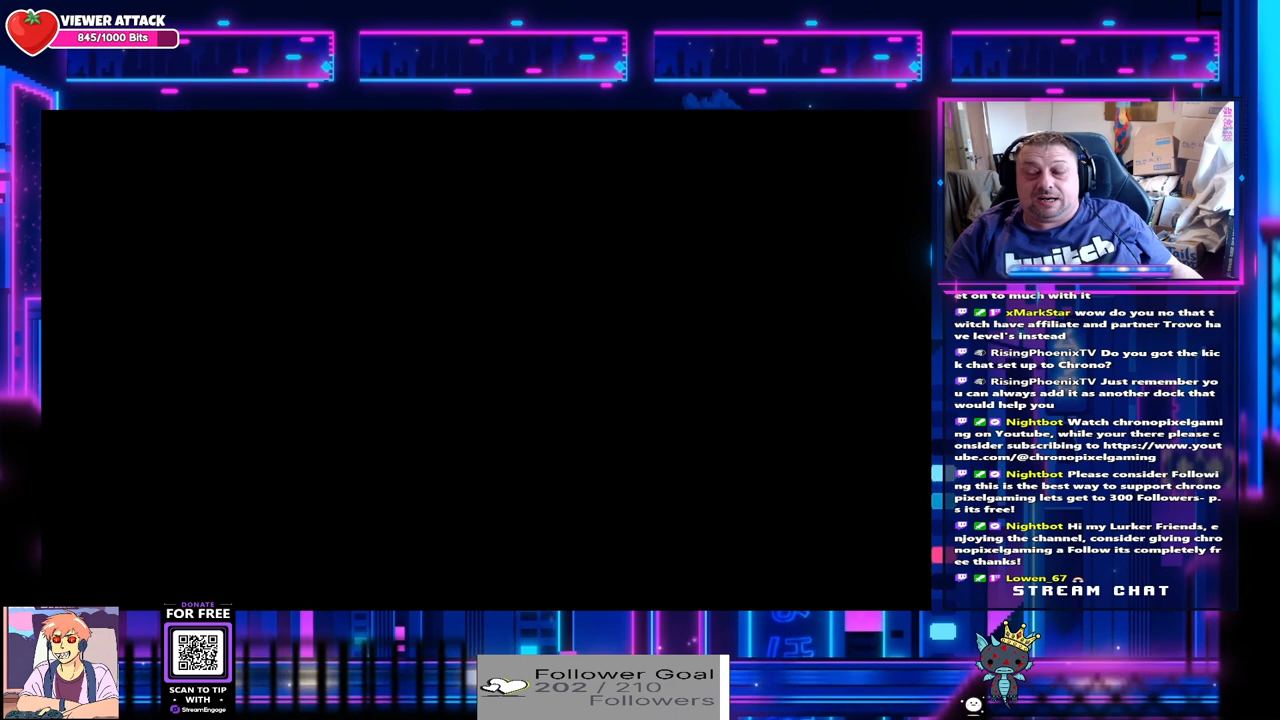 VIEWER ATTACK
845/1000 Bits
twitch
et on to much with it
xMarkStar wow do you no that t
witch have affiliate and partner Trovo ha
ve level's instead
RisingPhoenixTV Do you got the kic
k chat set up to Chrono?
RisingPhoenixTV Just remember yo
u can always add it as another dock that
would help you
Nightbot Watch chronopixelgami
ng on Youtube, while your there please c
onsider subscribing to https://www.yout
ube.com/@chronopixelgaming
Nightbot Please consider Followi
ng this is the best way to support chrono
pixelgaming lets get to 300 Followers- p.
s its free!
Nightbot Hi my Lurker Friends, e
njoying the channel, consider giving chro
nopixelgaming a Follow its completely fr
ee thanks!
Lowen_67
STREAM CHAT
DONATE
FOR FREE
SCAN TO TIP
- WITH -
StreamEngage
Follower Goal
202 / 210
Followers